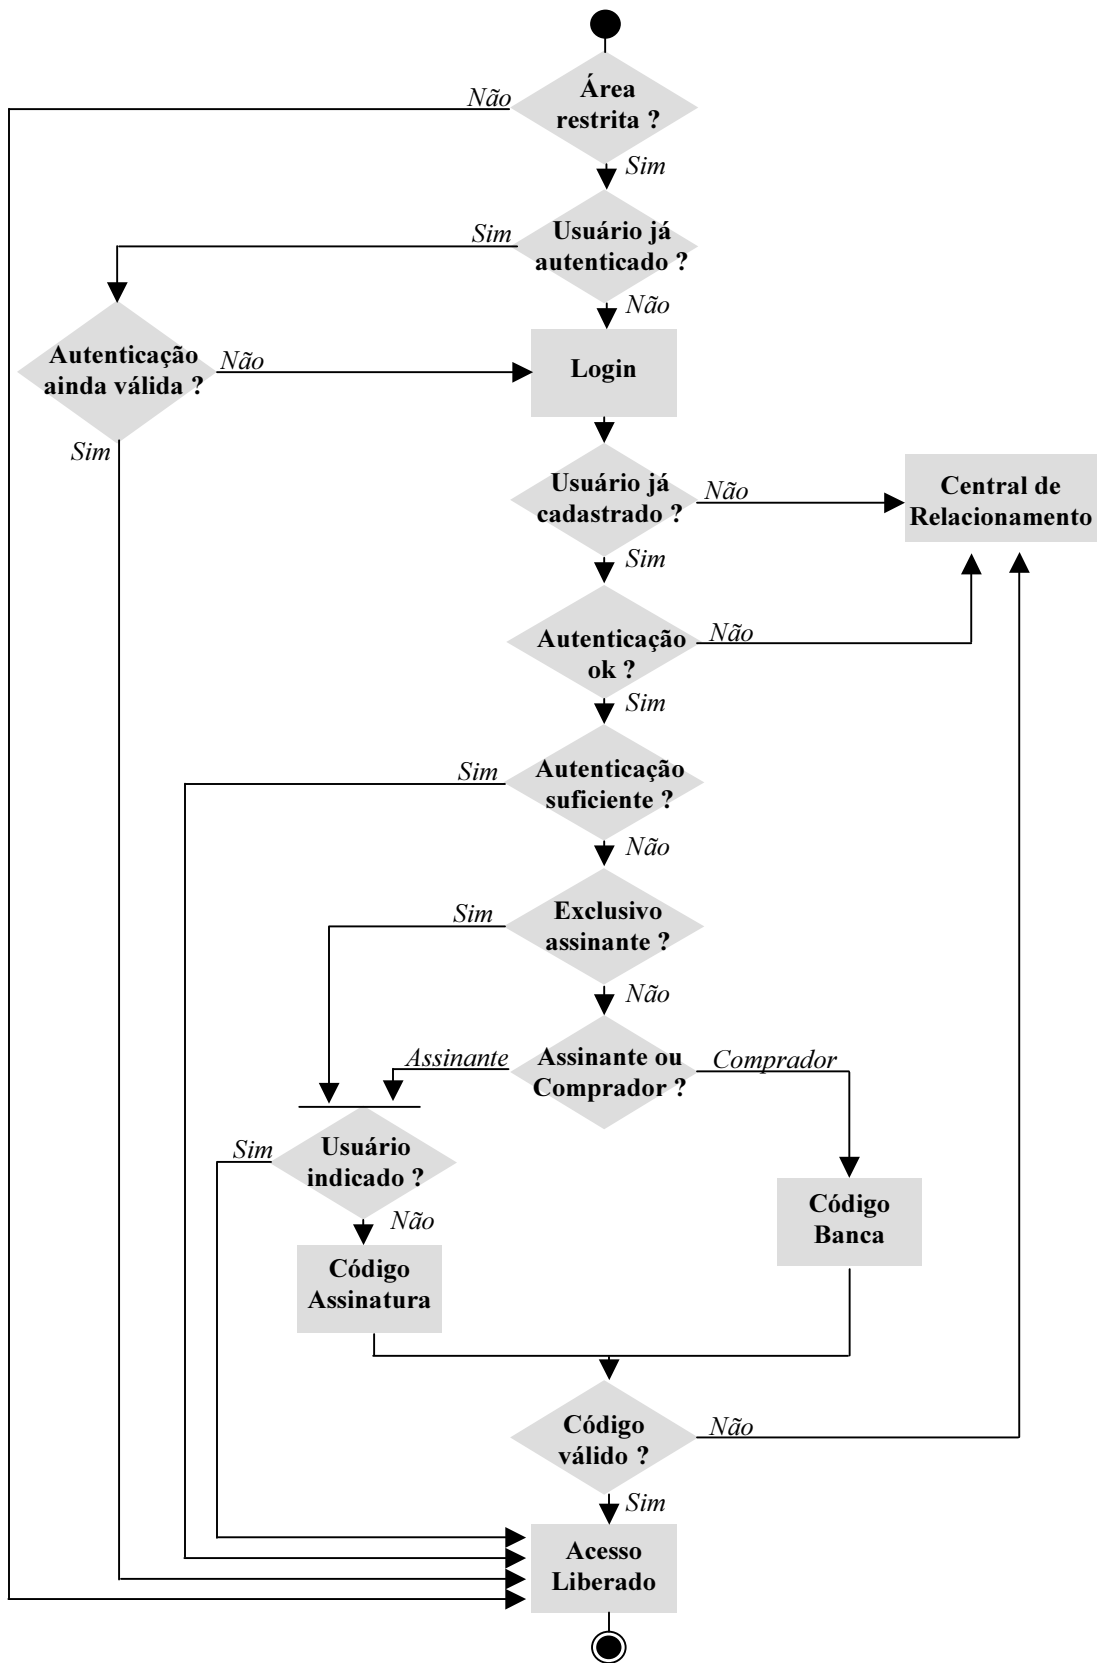 Não
Área
restrita ?
Sim
Sim
Usuário já
autenticado ?
Não
Autenticação
ainda válida ?
Não
Login
Sim
Usuário já
cadastrado ?
Não
Central de
Relacionamento
Sim
Autenticação
ok ?
Não
Sim
Sim
Autenticação
suficiente ?
Não
Sim
Exclusivo
assinante ?
Não
Assinante
Assinante ou
Comprador ?
Comprador
Sim
Usuário
indicado ?
Não
Código
Banca
Código
Assinatura
Código
válido ?
Não
Sim
Acesso
Liberado